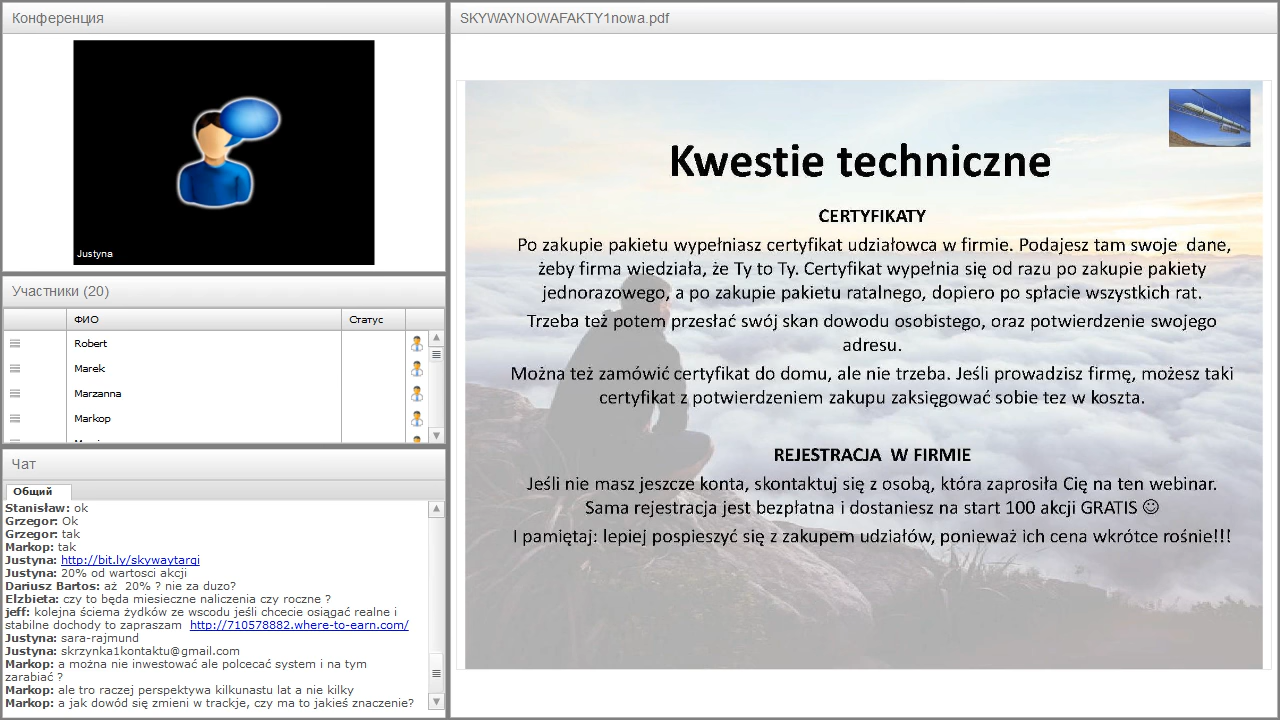 Конференция
Justyna
Участники (20)
ФИО
Статус
Robert
Marek
Marzanna
Markop
Чат
Общий
Stanisław: ok
Grzegor: Ok
Grzegor: tak
Markop: tak
Justyna: http://bit.ly/skywaytargi
Justyna: 20% od wartosci akcji
Dariusz Bartos: aż  20% ? nie za duzo?
Elzbieta: czy to będa miesieczne naliczenia czy roczne ?
jeff: kolejna ściema żydków ze wscodu jeśli chcecie osiągać realne i
stabilne dochody to zapraszam  http://710578882.where-to-earn.com/
Justyna: sara-rajmund
Justyna: skrzynka1kontaktu@gmail.com
Markop: a można nie inwestować ale polcecać system i na tym
zarabiać ?
Markop: ale tro raczej perspektywa kilkunastu lat a nie kilky
Markop: a jak dowód się zmyni w trackje, czy ma to jakieś znaczenie?
SKYWAYNOWAFAKTY1nowa.pdf
Kwestie techniczne
CERTYFIKATY
Po zakupie pakietu wypełniasz certyfikat udziałowca w firmie. Podajesz tam swoje  dane,
żeby firma wiedziała, że Ty to Ty. Certyfikat wypełnia się od razu po zakupie pakiety
jednorazowego, a po zakupie pakietu ratalnego, dopiero po spłacie wszystkich rat.
Trzeba też potem przesłać swój skan dowodu osobistego, oraz potwierdzenie swojego
adresu.
Można też zamówić certyfikat do domu, ale nie trzeba. Jeśli prowadzisz firmę, możesz taki
certyfikat z potwierdzeniem zakupu zaksięgować sobie tez w koszta.
REJESTRACJA  W FIRMIE
Jeśli nie masz jeszcze konta, skontaktuj się z osobą, która zaprosiła Cię na ten webinar.
Sama rejestracja jest bezpłatna i dostaniesz na start 100 akcji GRATIS ☺
I pamiętaj: lepiej pospieszyć się z zakupem udziałów, ponieważ ich cena wkrótce rośnie!!!